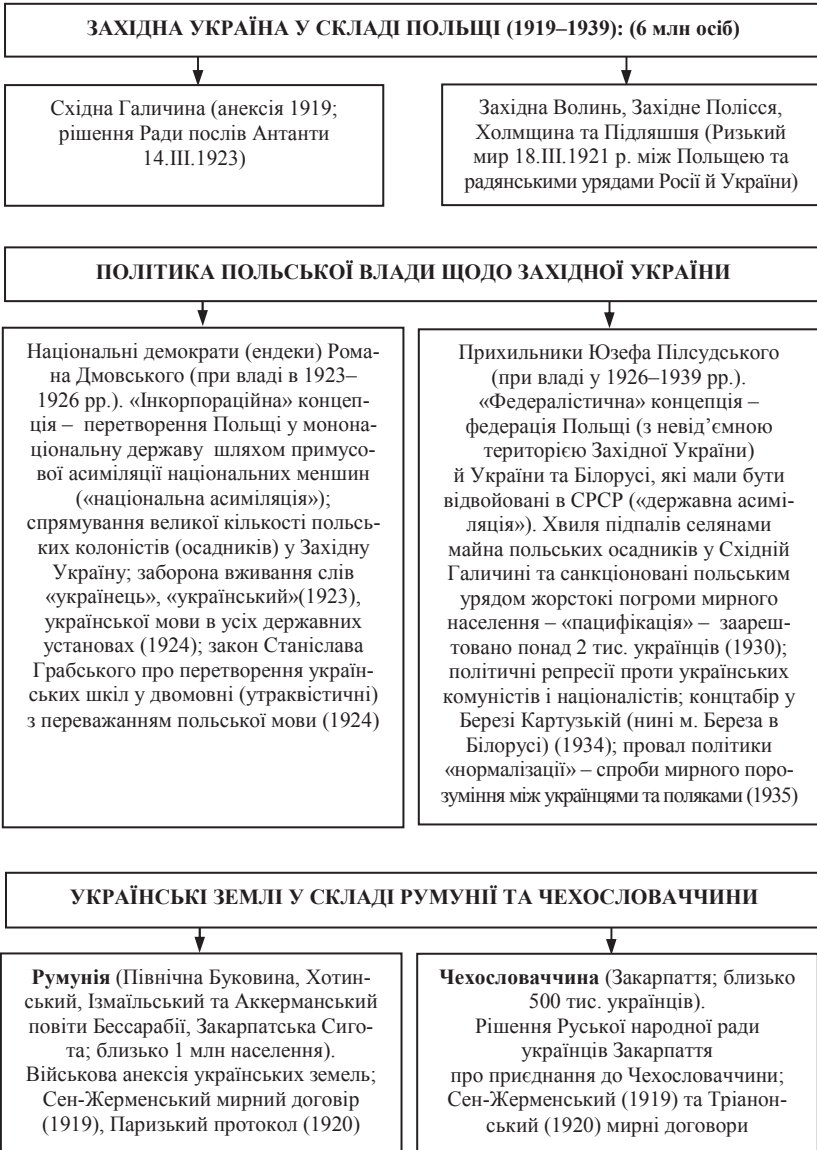 ЗАХІДНА УКРАЇНА У СКЛАДІ ПОЛЬЩІ (1919–1939): (6 млн осіб)
Східна Галичина (анексія 1919;
рішення Ради послів Антанти
14.III.1923)
Західна Волинь, Західне Полісся,
Холмщина та Підляшшя (Ризький
мир 18.III.1921 р. між Польщею та
радянськими урядами Росії й України)
ПОЛІТИКА ПОЛЬСЬКОЇ ВЛАДИ ЩОДО ЗАХІДНОЇ УКРАЇНИ
Національні демократи (ендеки) Рома-
на Дмовського (при владі в 1923–
1926 рр.). «Інкорпораційна» концеп-
ція – перетворення Польщі у монона-
ціональну державу шляхом примусо-
вої асиміляції національних меншин
(«національна асиміляція»);
спрямування великої кількості польсь-
ких колоністів (осадників) у Західну
Україну; заборона вживання слів
«українець», «український»(1923),
української мови в усіх державних
установах (1924); закон Станіслава
Грабського про перетворення україн-
ських шкіл у двомовні (утраквістичні)
з переважанням польської мови (1924)
Прихильники Юзефа Пілсудського
(при владі у 1926–1939 рр.).
«Федералістична» концепція –
федерація Польщі (з невід’ємною
територією Західної України)
й України та Білорусі, які мали бути
відвойовані в СРСР («державна асимі-
ляція»). Хвиля підпалів селянами
майна польських осадників у Східній
Галичині та санкціоновані польським
урядом жорстокі погроми мирного
населення – «пацифікація» – заареш-
товано понад 2 тис. українців (1930);
політичні репресії проти українських
комуністів і націоналістів; концтабір у
Березі Картузькій (нині м. Береза в
Білорусі) (1934); провал політики
«нормалізації» – спроби мирного поро-
зуміння між українцями та поляками (1935)
УКРАЇНСЬКІ ЗЕМЛІ У СКЛАДІ РУМУНІЇ ТА ЧЕХОСЛОВАЧЧИНИ
Румунія (Північна Буковина, Хотин-
ський, Ізмаїльський та Аккерманський
повіти Бессарабії, Закарпатська Сиго-
та; близько 1 млн населення).
Військова анексія українських земель;
Сен-Жерменський мирний договір
(1919), Паризький протокол (1920)
Чехословаччина (Закарпаття; близько
500 тис. українців).
Рішення Руської народної ради
українців Закарпаття
про приєднання до Чехословаччини;
Сен-Жерменський (1919) та Тріанон-
ський (1920) мирні договори